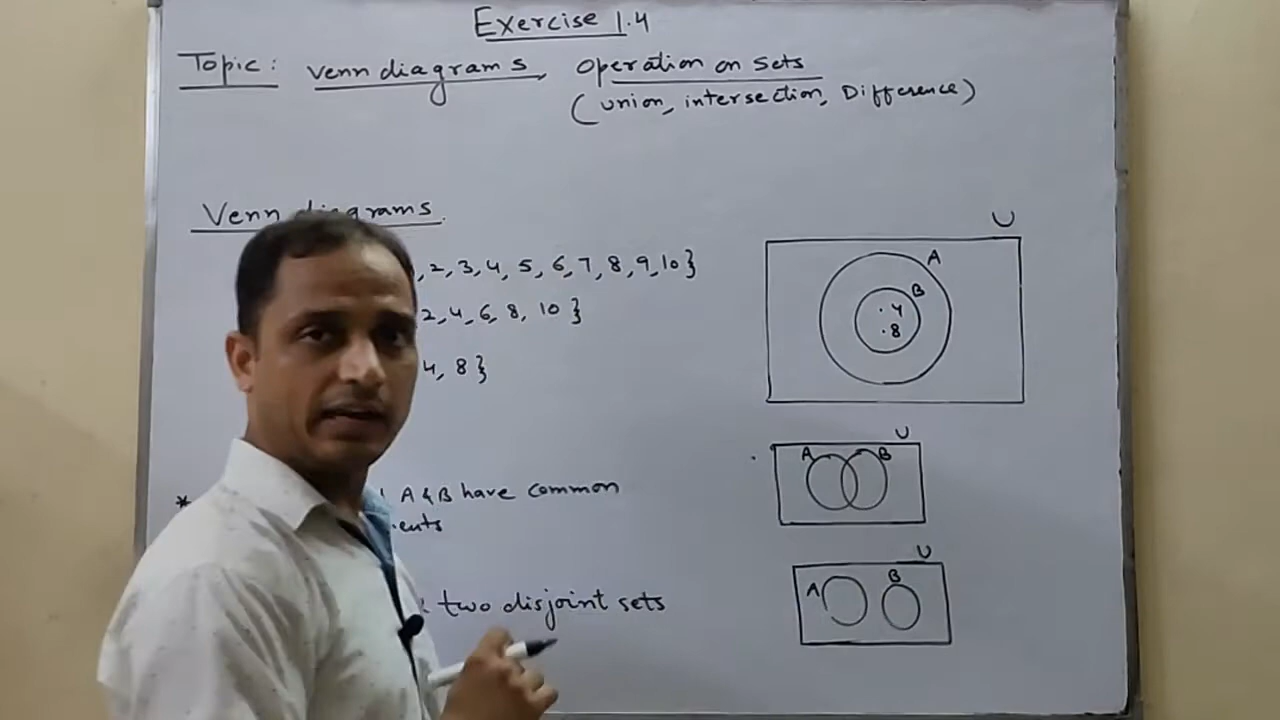 Exercise 1.4
Topic: Venn diagrams, Operation on Sets
(union, intersection, Difference)
Venn diagrams
U
, 2, 3, 4, 5, 6, 7, 8, 9, 10 }
A
B
2, 4, 6, 8, 10 }
. 4
. 8
4, 8 }
U
A B
* A & B have common
ents
U
A B
two disjoint sets